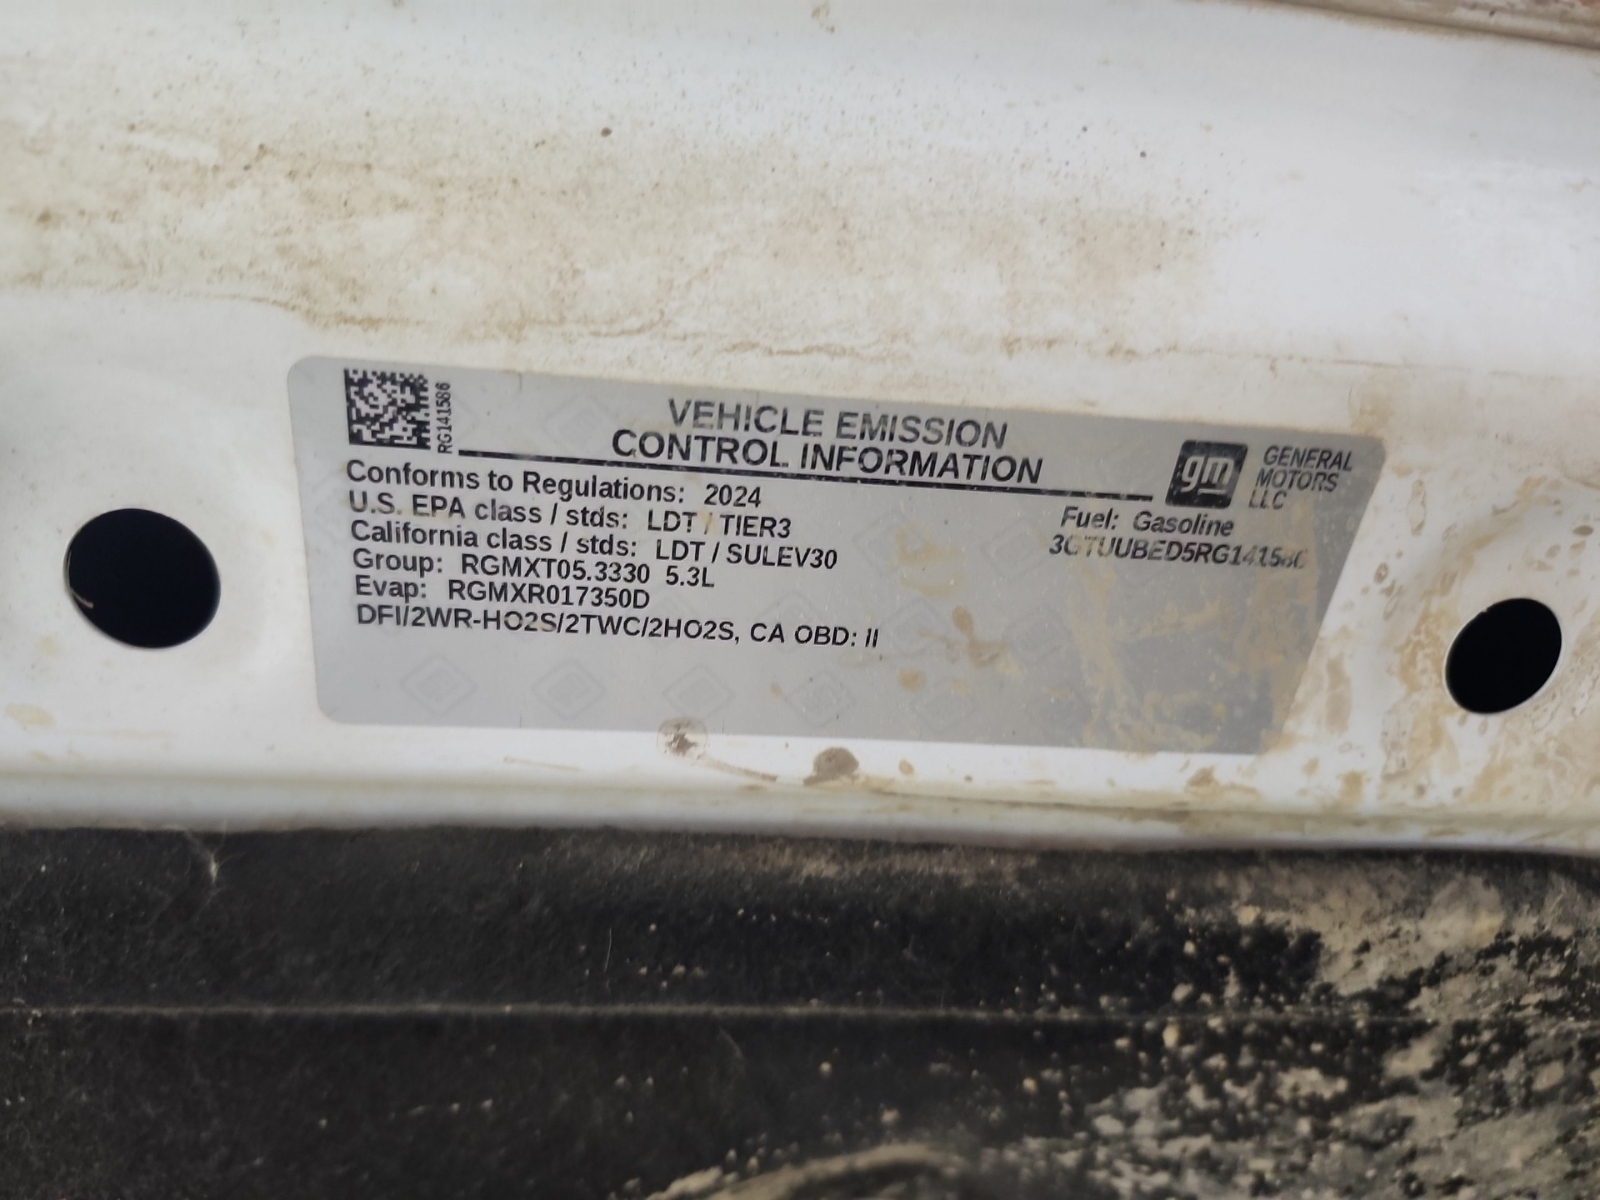 RG141586
VEHICLE EMISSION
CONTROL INFORMATION
gm
GENERAL
MOTORS
LLC
Conforms to Regulations: 2024
U.S. EPA class / stds: LDT / TIER3
California class / stds: LDT / SULEV30
Group: RGMXT05.3330 5.3L
Evap: RGMXR017350D
DFI/2WR-HO2S/2TWC/2HO2S, CA OBD: II
Fuel: Gasoline
3GTUUBED5RG141586